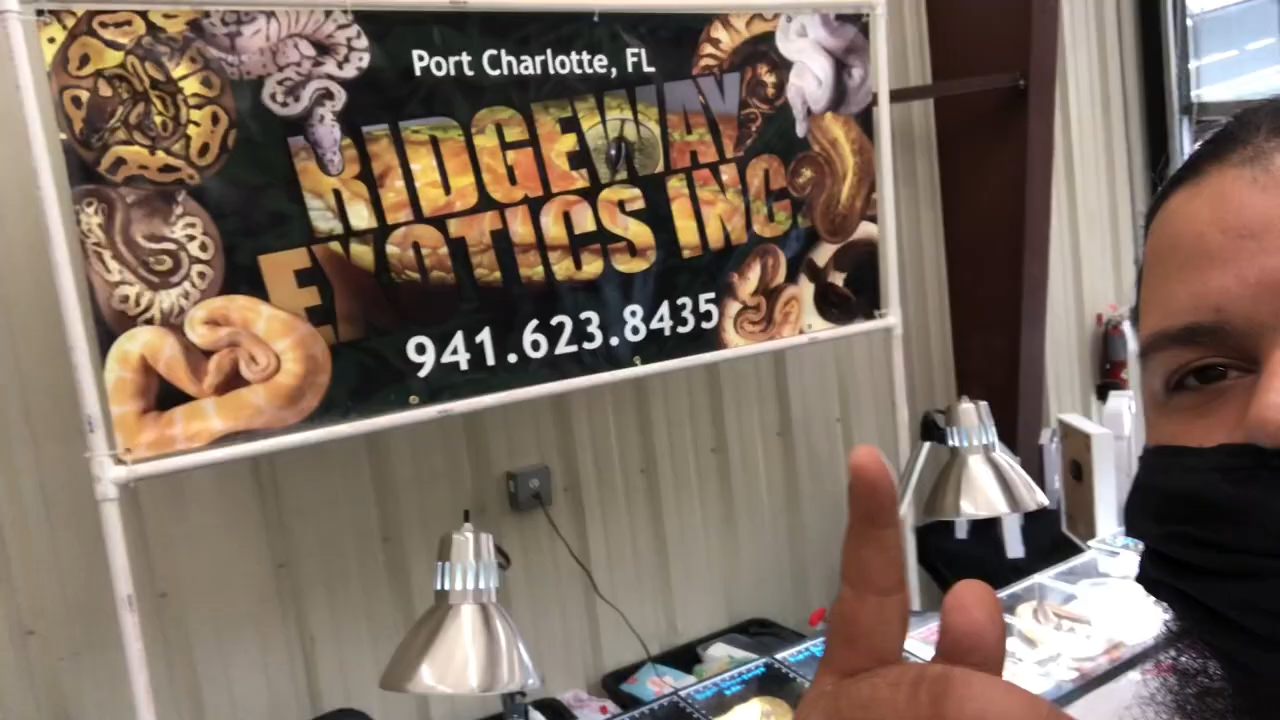 Port Charlotte, FL
RIDGEWAY
EXOTICS INC.
941.623.8435